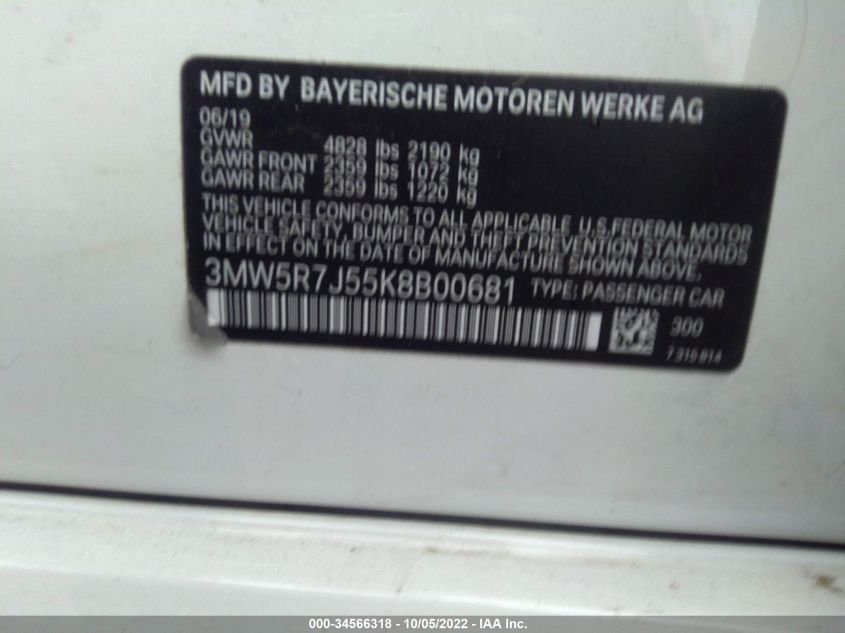 MFD BY BAYERISCHE MOTOREN WERKE AG
06/19
GVWR 4828 lbs 2190 kg
GAWR FRONT 2359 lbs 1072 kg
GAWR REAR 2359 lbs 1220 kg
THIS VEHICLE CONFORMS TO ALL APPLICABLE U.S.FEDERAL MOTOR
VEHICLE SAFETY, BUMPER AND THEFT PREVENTION STANDARDS
IN EFFECT ON THE DATE OF MANUFACTURE SHOWN ABOVE.
3MW5R7J55K8B00681 TYPE: PASSENGER CAR
300
7 315 814
000-34566318 - 10/05/2022 - IAA Inc.